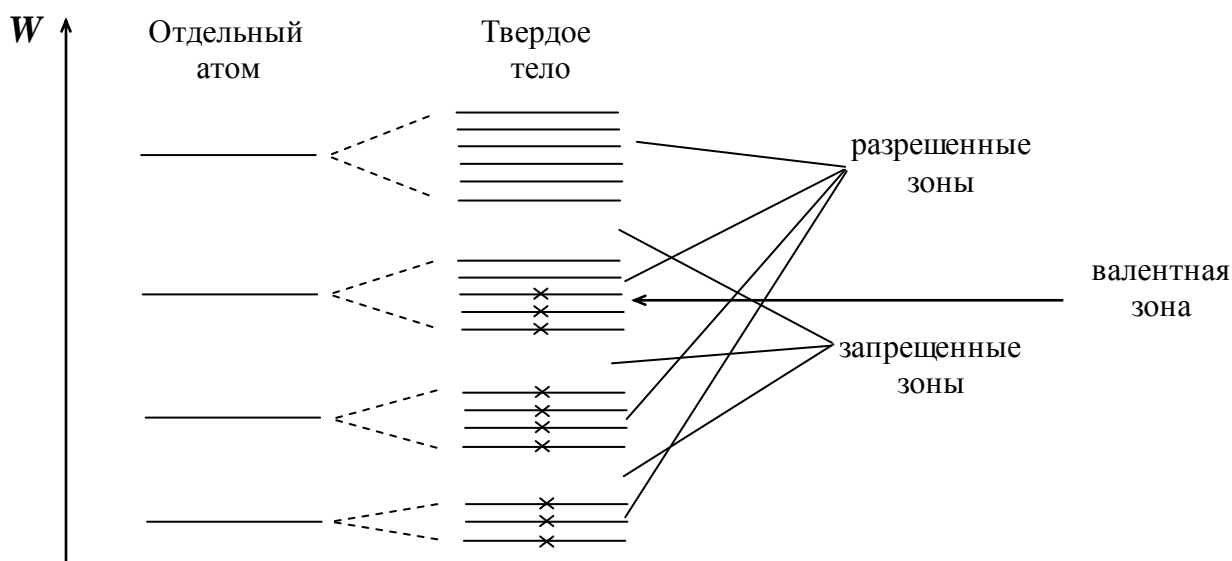 W
Отдельный
атом
Твердое
тело
разрешенные
зоны
валентная
зона
запрещенные
зоны